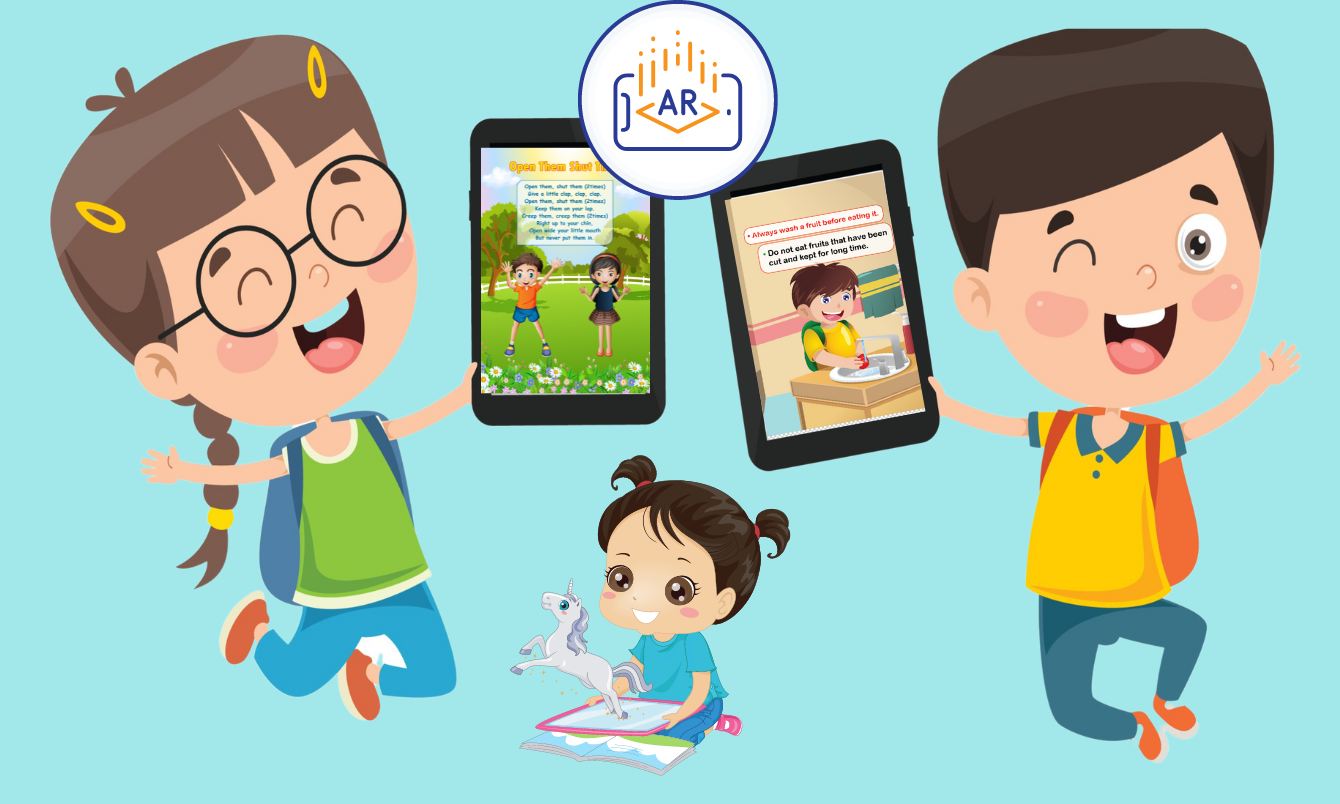 AR
Open Them Shut
Open them, shut them (2times)
Give a little clap, clap, clap.
Open them, shut them (2times)
Keep them on your lap.
Creep them, creep them (2times)
Right up to your chin,
Open wide your little mouth
But never put them in.
• Always wash a fruit before eating it.
• Do not eat fruits that have been
cut and kept for long time.